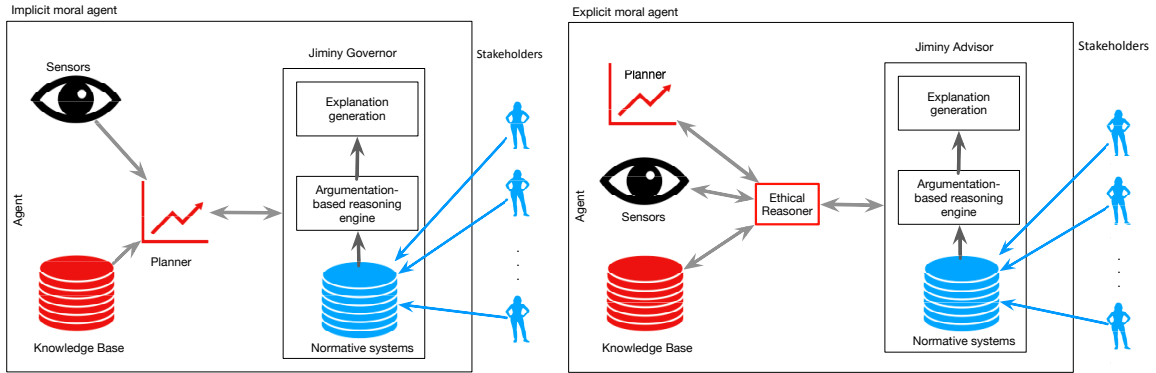 Implicit moral agent
Sensors
Agent
Planner
Knowledge Base
Jiminy Governor
Explanation
generation
Argumentation-
based reasoning
engine
Normative systems
Stakeholders
.
.
.
Explicit moral agent
Planner
Agent
Sensors
Knowledge Base
Ethical
Reasoner
Jiminy Advisor
Explanation
generation
Argumentation-
based reasoning
engine
Normative systems
Stakeholders
.
.
.